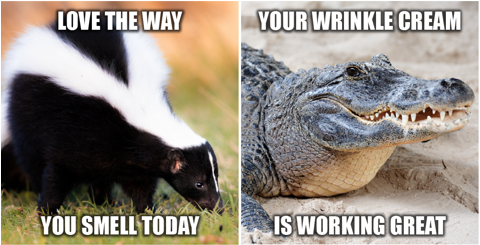 LOVE THE WAY
YOU SMELL TODAY
YOUR WRINKLE CREAM
IS WORKING GREAT